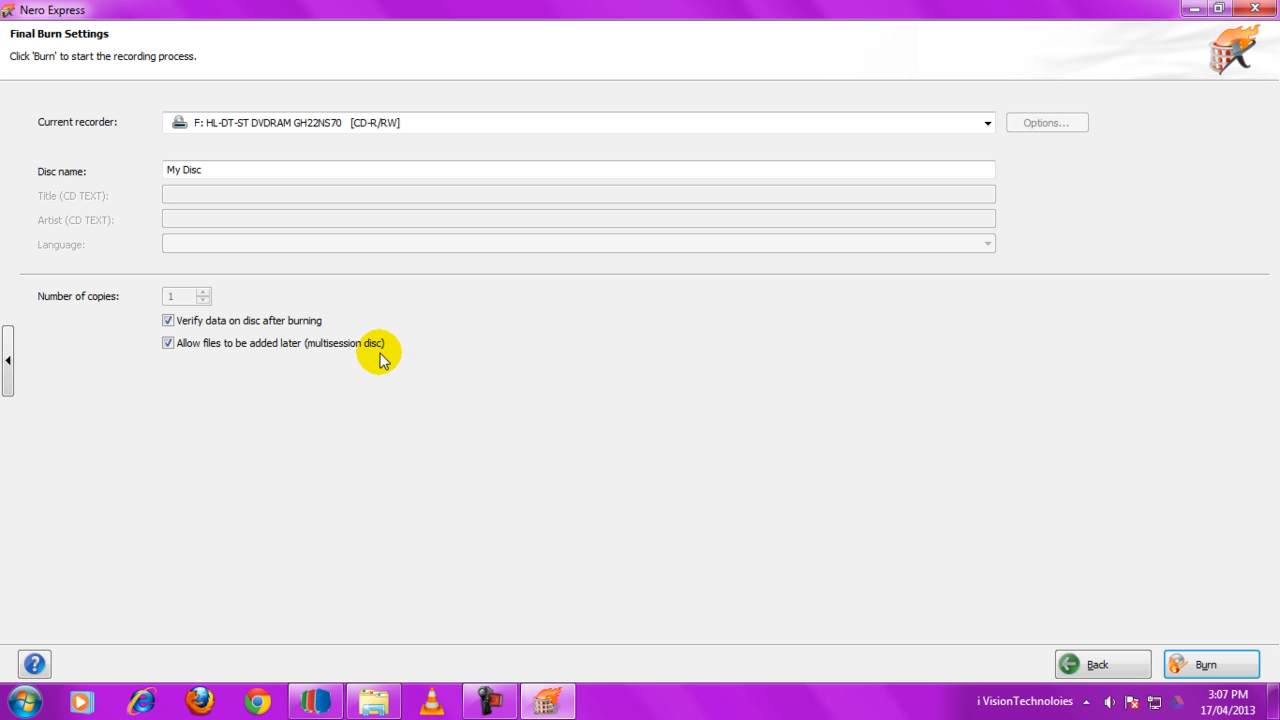 Nero Express
Final Burn Settings
Click 'Burn' to start the recording process.
Current recorder: F: HL-DT-ST DVDRAM GH22NS70 [CD-R/RW] Options...
Disc name: My Disc
Title (CD TEXT):
Artist (CD TEXT):
Language:
Number of copies: 1
Verify data on disc after burning
Allow files to be added later (multisession disc)
Back Burn
i VisionTechnoloies
3:07 PM
17/04/2013